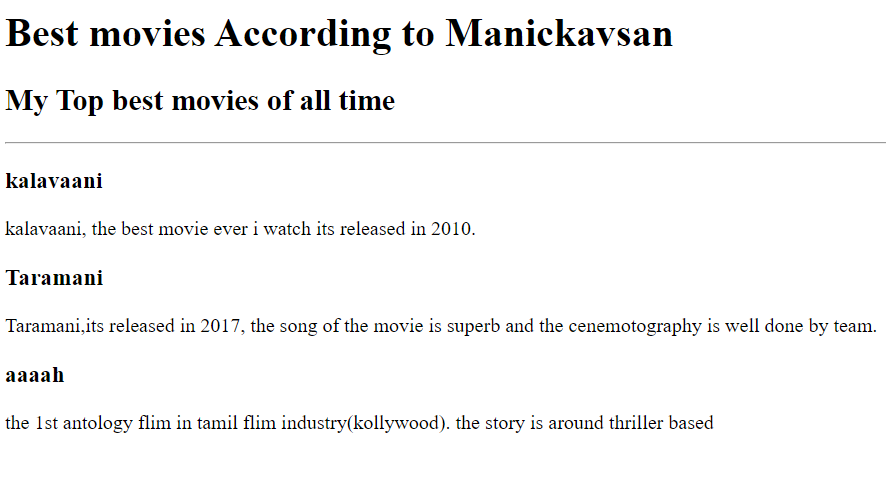 Best movies According to Manickavsan
My Top best movies of all time
kalavaani
kalavaani, the best movie ever i watch its released in 2010.
Taramani
Taramani,its released in 2017, the song of the movie is superb and the cenemotography is well done by team.
aaaah
the 1st antology flim in tamil flim industry(kollywood). the story is around thriller based